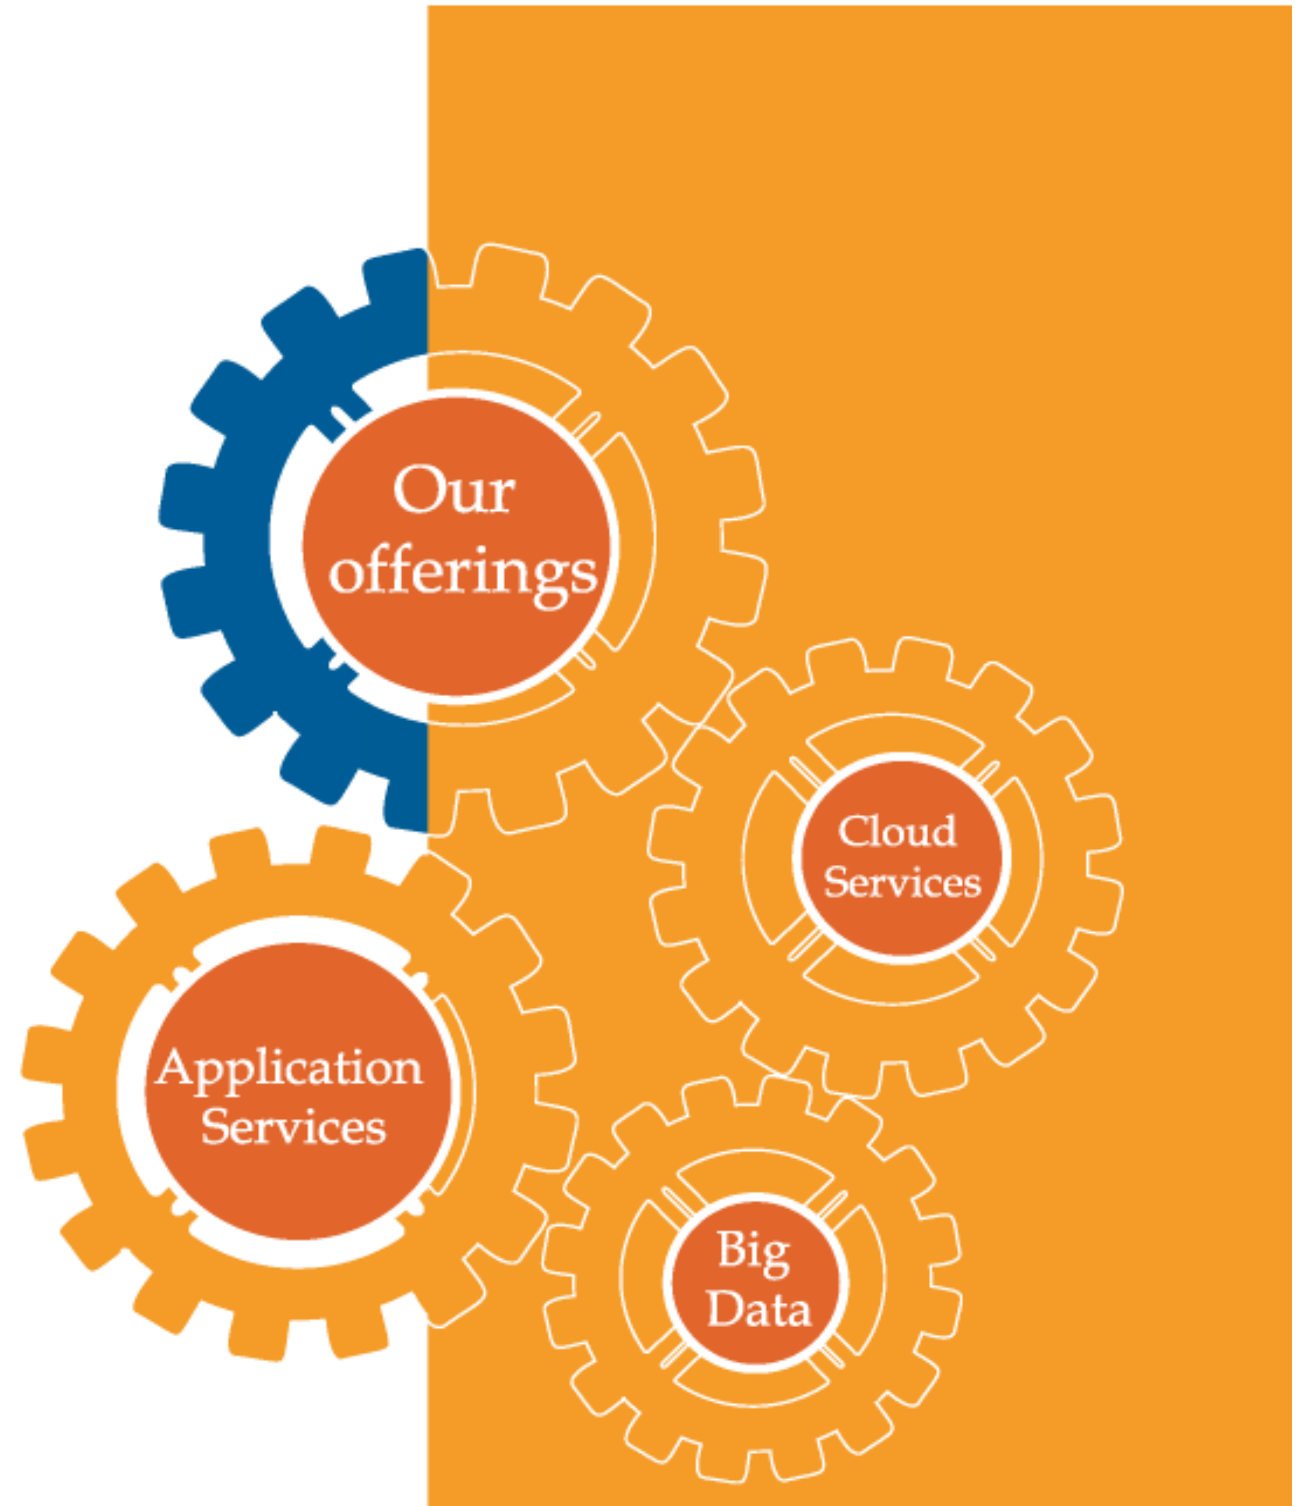 Our
offerings
Cloud
Services
Application
Services
Big
Data